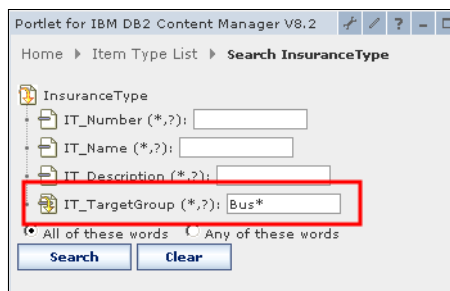 Portlet for IBM DB2 Content Manager V8.2 ? –
Home Item Type List Search InsuranceType
InsuranceType
IT_Number (*,?):
IT_Name (*,?):
IT_Description (*,?):
IT_TargetGroup (*,?): Bus*
All of these words Any of these words
Search Clear